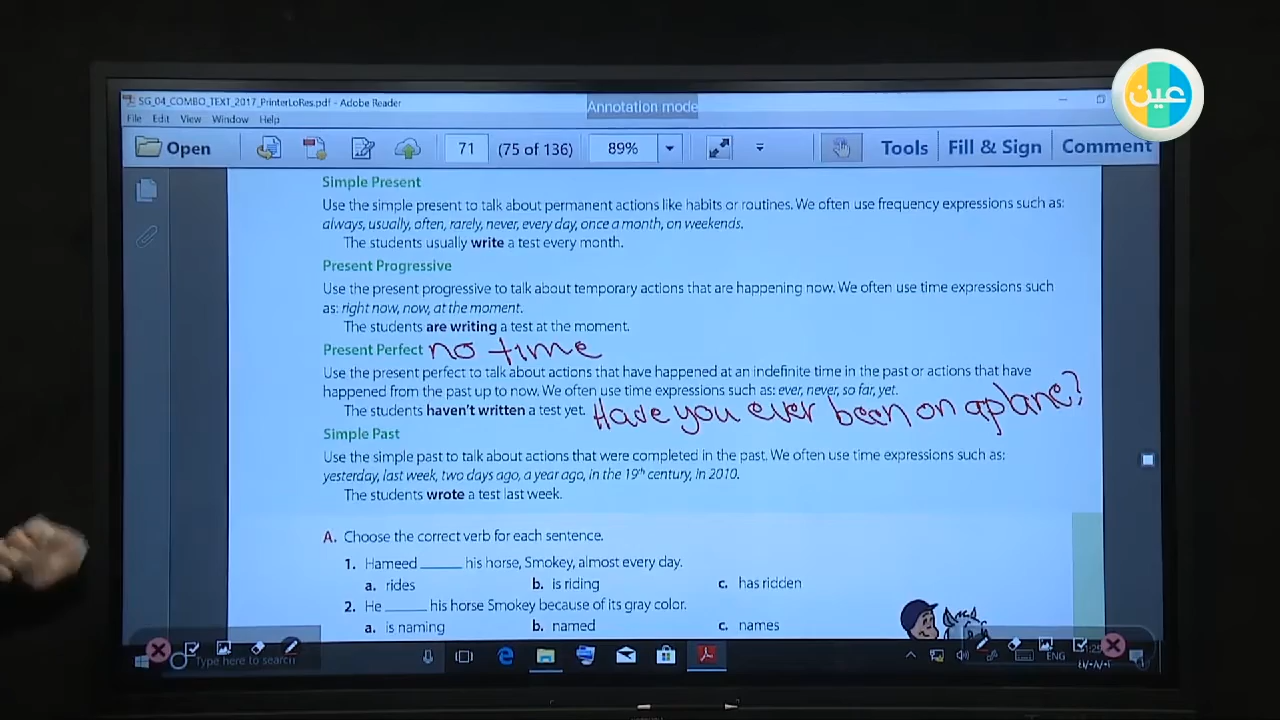 عين
SG_04_COMBO_TEXT_2017_PrinterLoRes.pdf - Adobe Reader
Annotation mode
File Edit View Window Help
Open 71 (75 of 136) 89% Tools Fill & Sign Comment
Simple Present
Use the simple present to talk about permanent actions like habits or routines. We often use frequency expressions such as:
always, usually, often, rarely, never, every day, once a month, on weekends.
The students usually write a test every month.
Present Progressive
Use the present progressive to talk about temporary actions that are happening now. We often use time expressions such
as: right now, now, at the moment.
The students are writing a test at the moment.
Present Perfect no time
Use the present perfect to talk about actions that have happened at an indefinite time in the past or actions that have
happened from the past up to now. We often use time expressions such as: ever, never, so far, yet.
The students haven't written a test yet. Have you ever been on a plane?
Simple Past
Use the simple past to talk about actions that were completed in the past. We often use time expressions such as:
yesterday, last week, two days ago, a year ago, in the 19th century, in 2010.
The students wrote a test last week.
A. Choose the correct verb for each sentence.
1. Hameed ______ his horse, Smokey, almost every day.
a. rides b. is riding c. has ridden
2. He ______ his horse Smokey because of its gray color.
a. is naming b. named c. names
Type here to search ENG